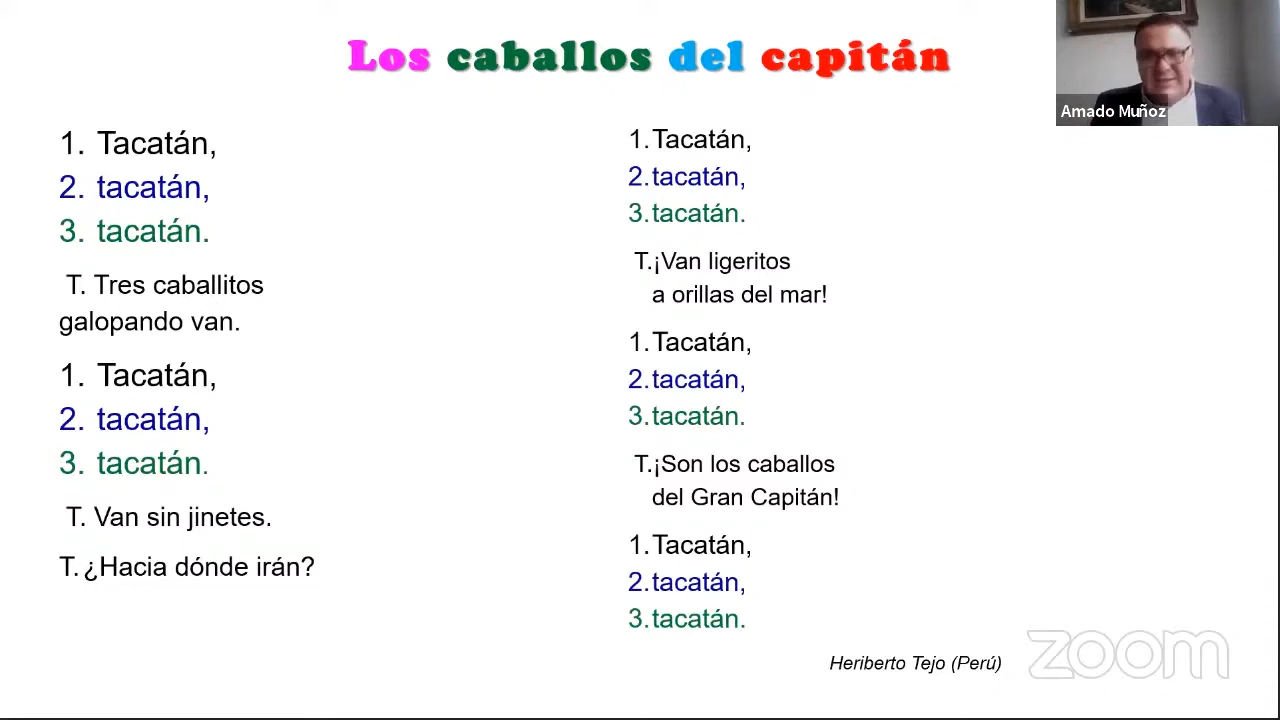 Los caballos del capitán
Amado Muñoz
1. Tacatán,
2. tacatán,
3. tacatán.
T. Tres caballitos
galopando van.
1. Tacatán,
2. tacatán,
3. tacatán.
T. Van sin jinetes.
T. ¿Hacia dónde irán?
1. Tacatán,
2. tacatán,
3. tacatán.
T. ¡Van ligeritos
a orillas del mar!
1. Tacatán,
2. tacatán,
3. tacatán.
T. ¡Son los caballos
del Gran Capitán!
1. Tacatán,
2. tacatán,
3. tacatán.
Heriberto Tejo (Perú)
zoom